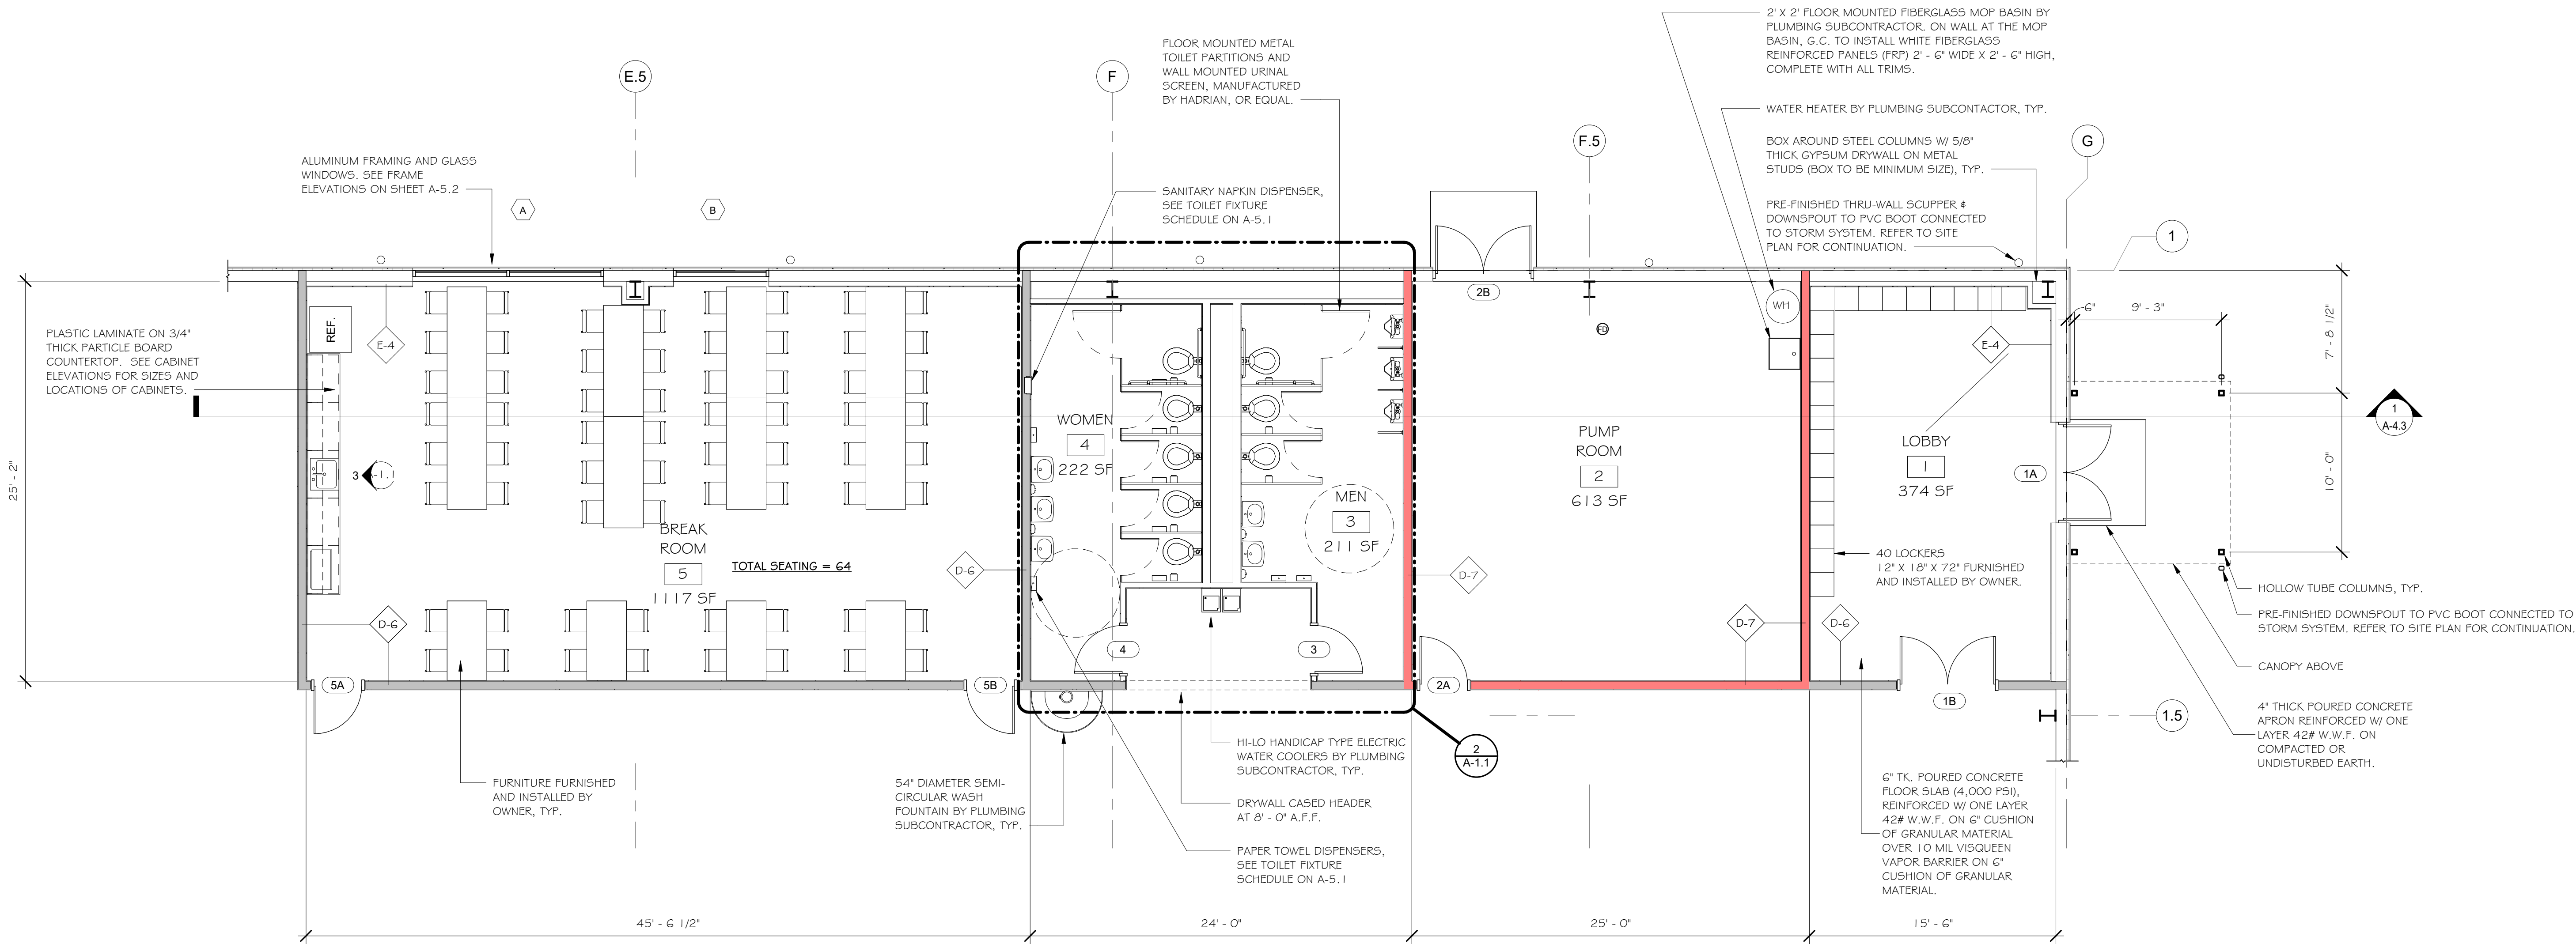 2' X 2' FLOOR MOUNTED FIBERGLASS MOP BASIN BY
PLUMBING SUBCONTRACTOR. ON WALL AT THE MOP
BASIN, G.C. TO INSTALL WHITE FIBERGLASS
REINFORCED PANELS (FRP) 2' - 6" WIDE X 2' - 6" HIGH,
COMPLETE WITH ALL TRIMS.
FLOOR MOUNTED METAL
TOILET PARTITIONS AND
WALL MOUNTED URINAL
SCREEN, MANUFACTURED
BY HADRIAN, OR EQUAL.
E.5
F
WATER HEATER BY PLUMBING SUBCONTACTOR, TYP.
F.5
BOX AROUND STEEL COLUMNS W/ 5/8"
THICK GYPSUM DRYWALL ON METAL
STUDS (BOX TO BE MINIMUM SIZE), TYP.
G
ALUMINUM FRAMING AND GLASS
WINDOWS. SEE FRAME
ELEVATIONS ON SHEET A-5.2
A
B
SANITARY NAPKIN DISPENSER,
SEE TOILET FIXTURE
SCHEDULE ON A-5.1
PRE-FINISHED THRU-WALL SCUPPER &
DOWNSPOUT TO PVC BOOT CONNECTED
TO STORM SYSTEM. REFER TO SITE
PLAN FOR CONTINUATION.
1
2B
WH
FD
REF.
E-4
E-4
6"
9' - 3"
7' - 8 1/2"
PLASTIC LAMINATE ON 3/4"
THICK PARTICLE BOARD
COUNTERTOP. SEE CABINET
ELEVATIONS FOR SIZES AND
LOCATIONS OF CABINETS.
1
A-4.3
25' - 2"
3
A-1.1
WOMEN
4
222 SF
PUMP
ROOM
2
613 SF
LOBBY
1
374 SF
1A
10' - 0"
MEN
3
211 SF
BREAK
ROOM
5
1117 SF
TOTAL SEATING = 64
D-6
D-7
40 LOCKERS
12" X 18" X 72" FURNISHED
AND INSTALLED BY OWNER.
HOLLOW TUBE COLUMNS, TYP.
PRE-FINISHED DOWNSPOUT TO PVC BOOT CONNECTED TO
STORM SYSTEM. REFER TO SITE PLAN FOR CONTINUATION.
D-6
D-7
D-6
4
3
CANOPY ABOVE
5A
5B
2A
1B
1.5
4" THICK POURED CONCRETE
APRON REINFORCED W/ ONE
LAYER 42# W.W.F. ON
COMPACTED OR
UNDISTURBED EARTH.
HI-LO HANDICAP TYPE ELECTRIC
WATER COOLERS BY PLUMBING
SUBCONTRACTOR, TYP.
2
A-1.1
FURNITURE FURNISHED
AND INSTALLED BY
OWNER, TYP.
54" DIAMETER SEMI-
CIRCULAR WASH
FOUNTAIN BY PLUMBING
SUBCONTRACTOR, TYP.
DRYWALL CASED HEADER
AT 8' - 0" A.F.F.
PAPER TOWEL DISPENSERS,
SEE TOILET FIXTURE
SCHEDULE ON A-5.1
6" TK. POURED CONCRETE
FLOOR SLAB (4,000 PSI),
REINFORCED W/ ONE LAYER
42# W.W.F. ON 6" CUSHION
OF GRANULAR MATERIAL
OVER 10 MIL VISQUEEN
VAPOR BARRIER ON 6"
CUSHION OF GRANULAR
MATERIAL.
45' - 6 1/2"
24' - 0"
25' - 0"
15' - 6"